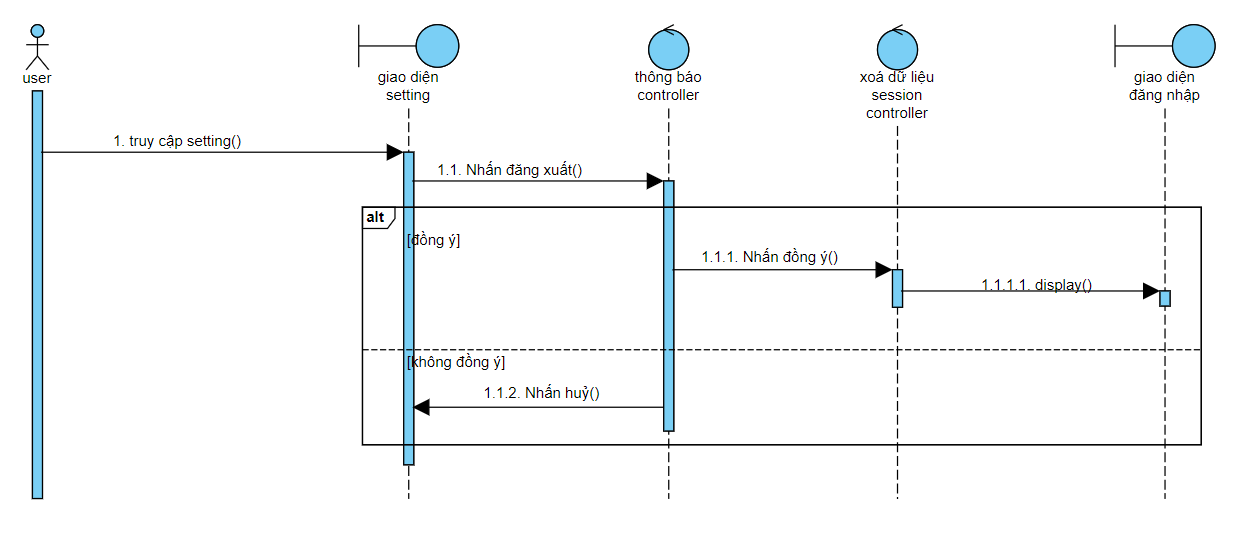 user
giao diện
setting
thông báo
controller
xoá dữ liệu
session
controller
giao diện
đăng nhập
1. truy cập setting()
1.1. Nhấn đăng xuất()
alt
[đồng ý]
1.1.1. Nhấn đồng ý()
1.1.1.1. display()
[không đồng ý]
1.1.2. Nhấn huỷ()